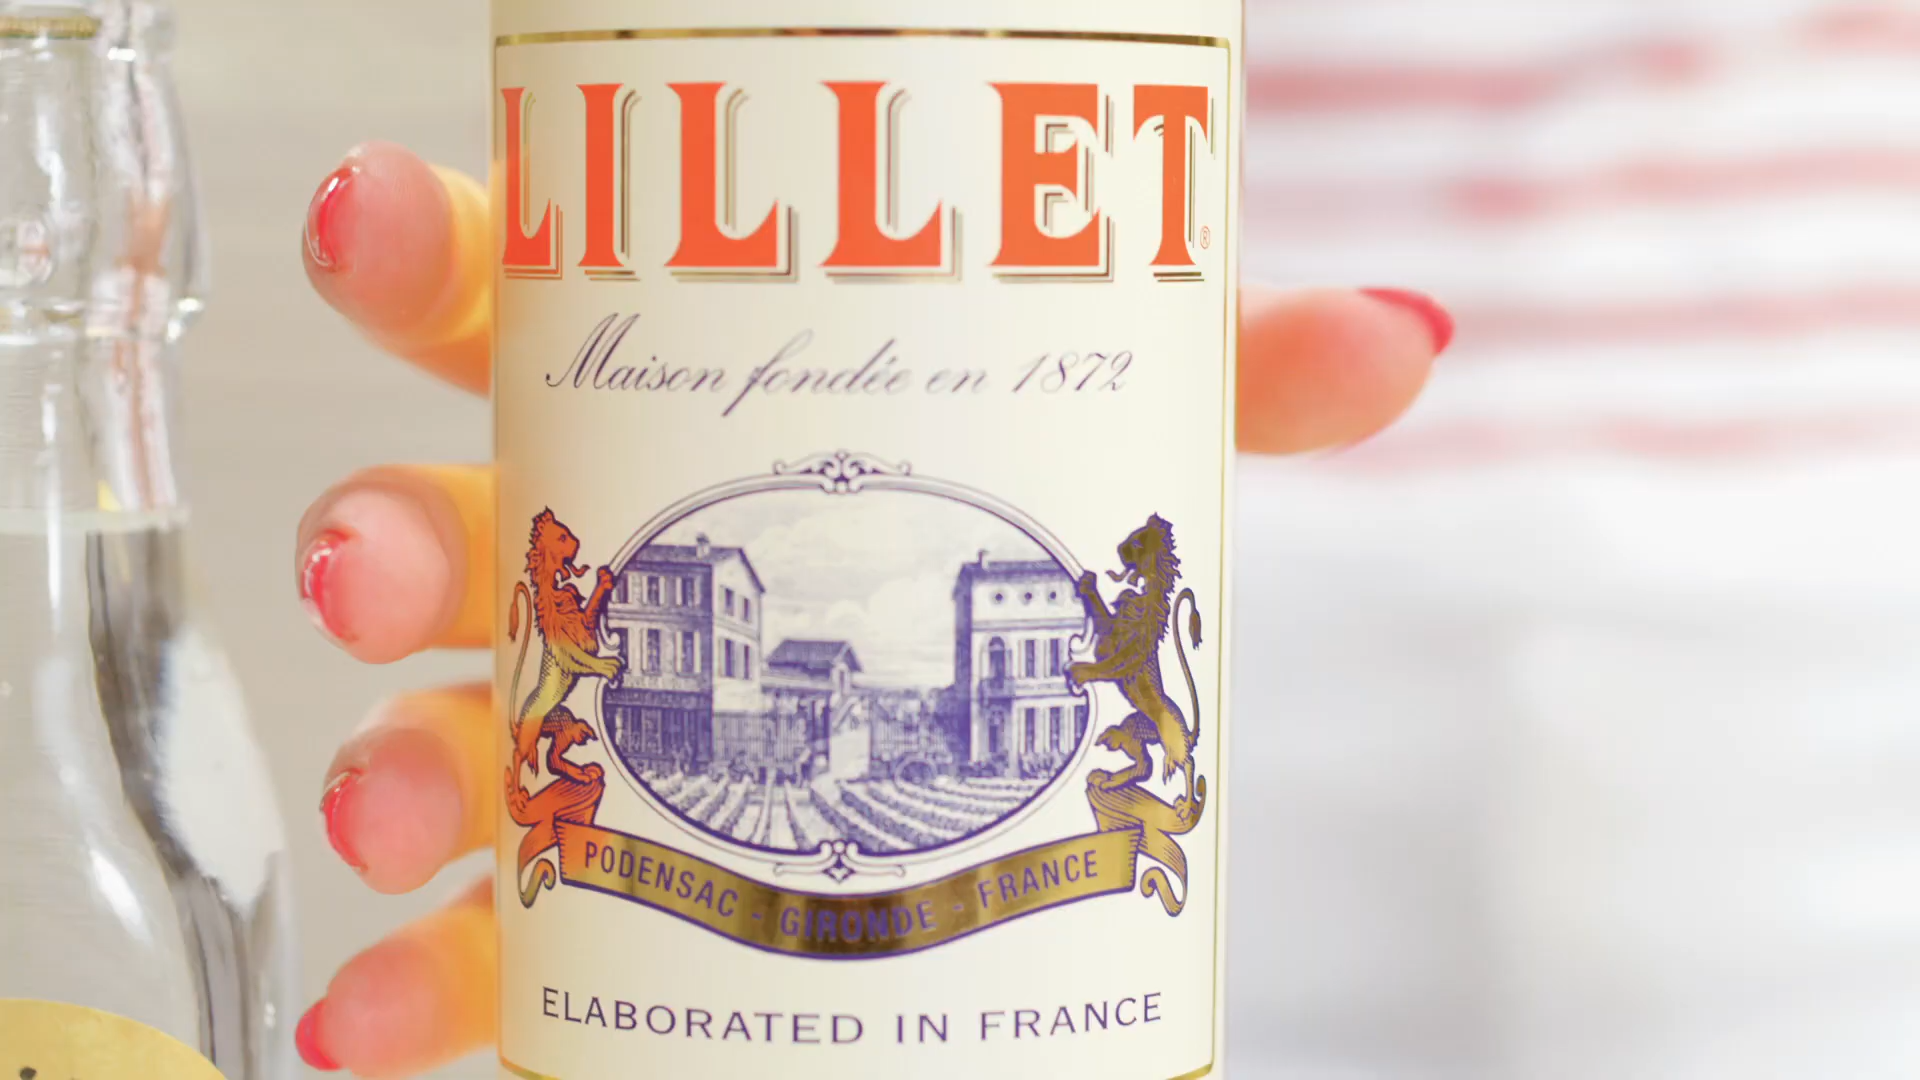 LILLET
®
Maison fondée en 1872
PODENSAC - GIRONDE - FRANCE
ELABORATED IN FRANCE